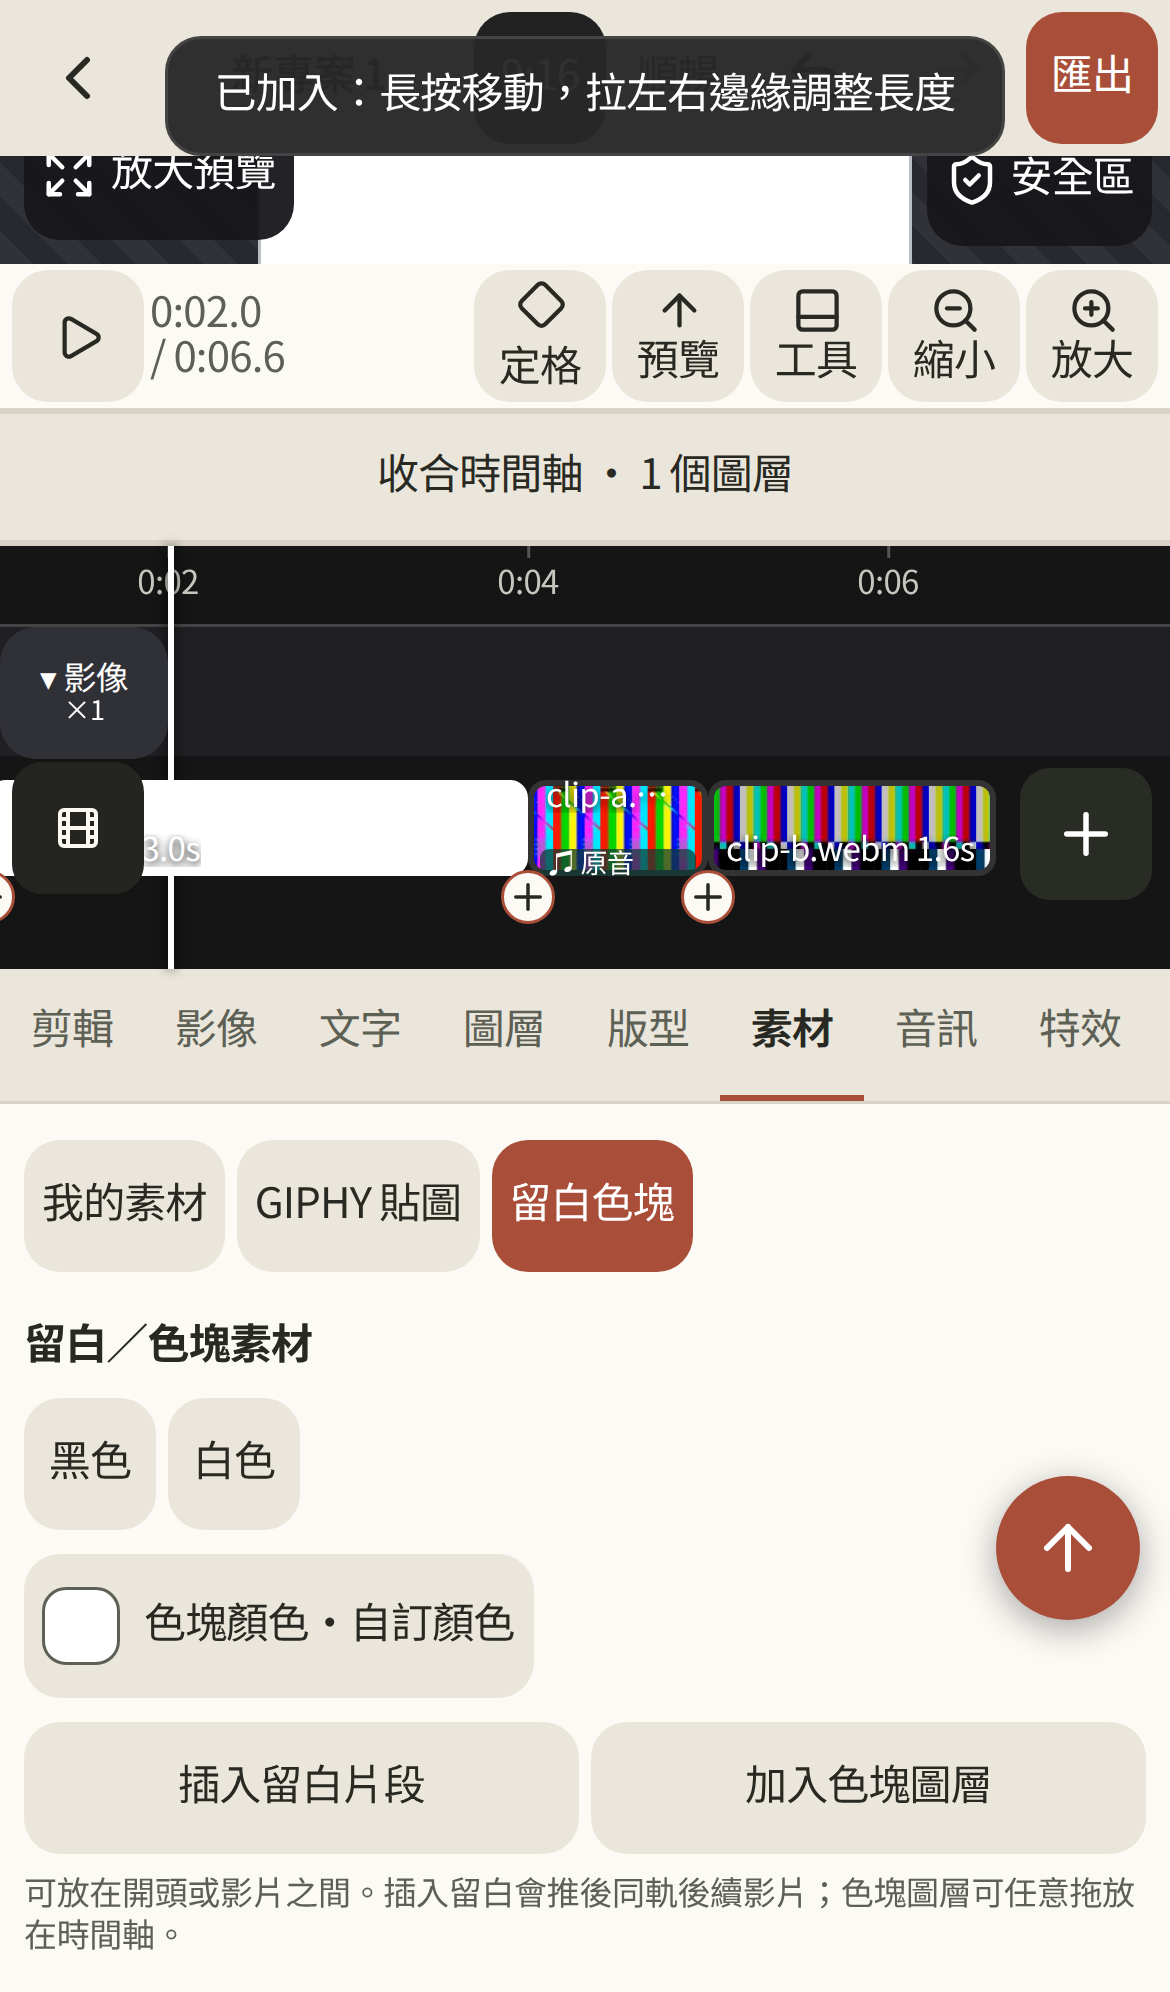 已加入：長按移動，拉左右邊緣調整長度
匯出
放大預覽
安全區
0:02.0
/ 0:06.6
定格
預覽
工具
縮小
放大
收合時間軸 · 1 個圖層
0:02
0:04
0:06
▾ 影像
×1
3.0s
clip-a.…
原音
clip-b.webm 1.6s
剪輯
影像
文字
圖層
版型
素材
音訊
特效
我的素材
GIPHY 貼圖
留白色塊
留白／色塊素材
黑色
白色
色塊顏色·自訂顏色
插入留白片段
加入色塊圖層
可放在開頭或影片之間。插入留白會推後同軌後續影片；色塊圖層可任意拖放
在時間軸。